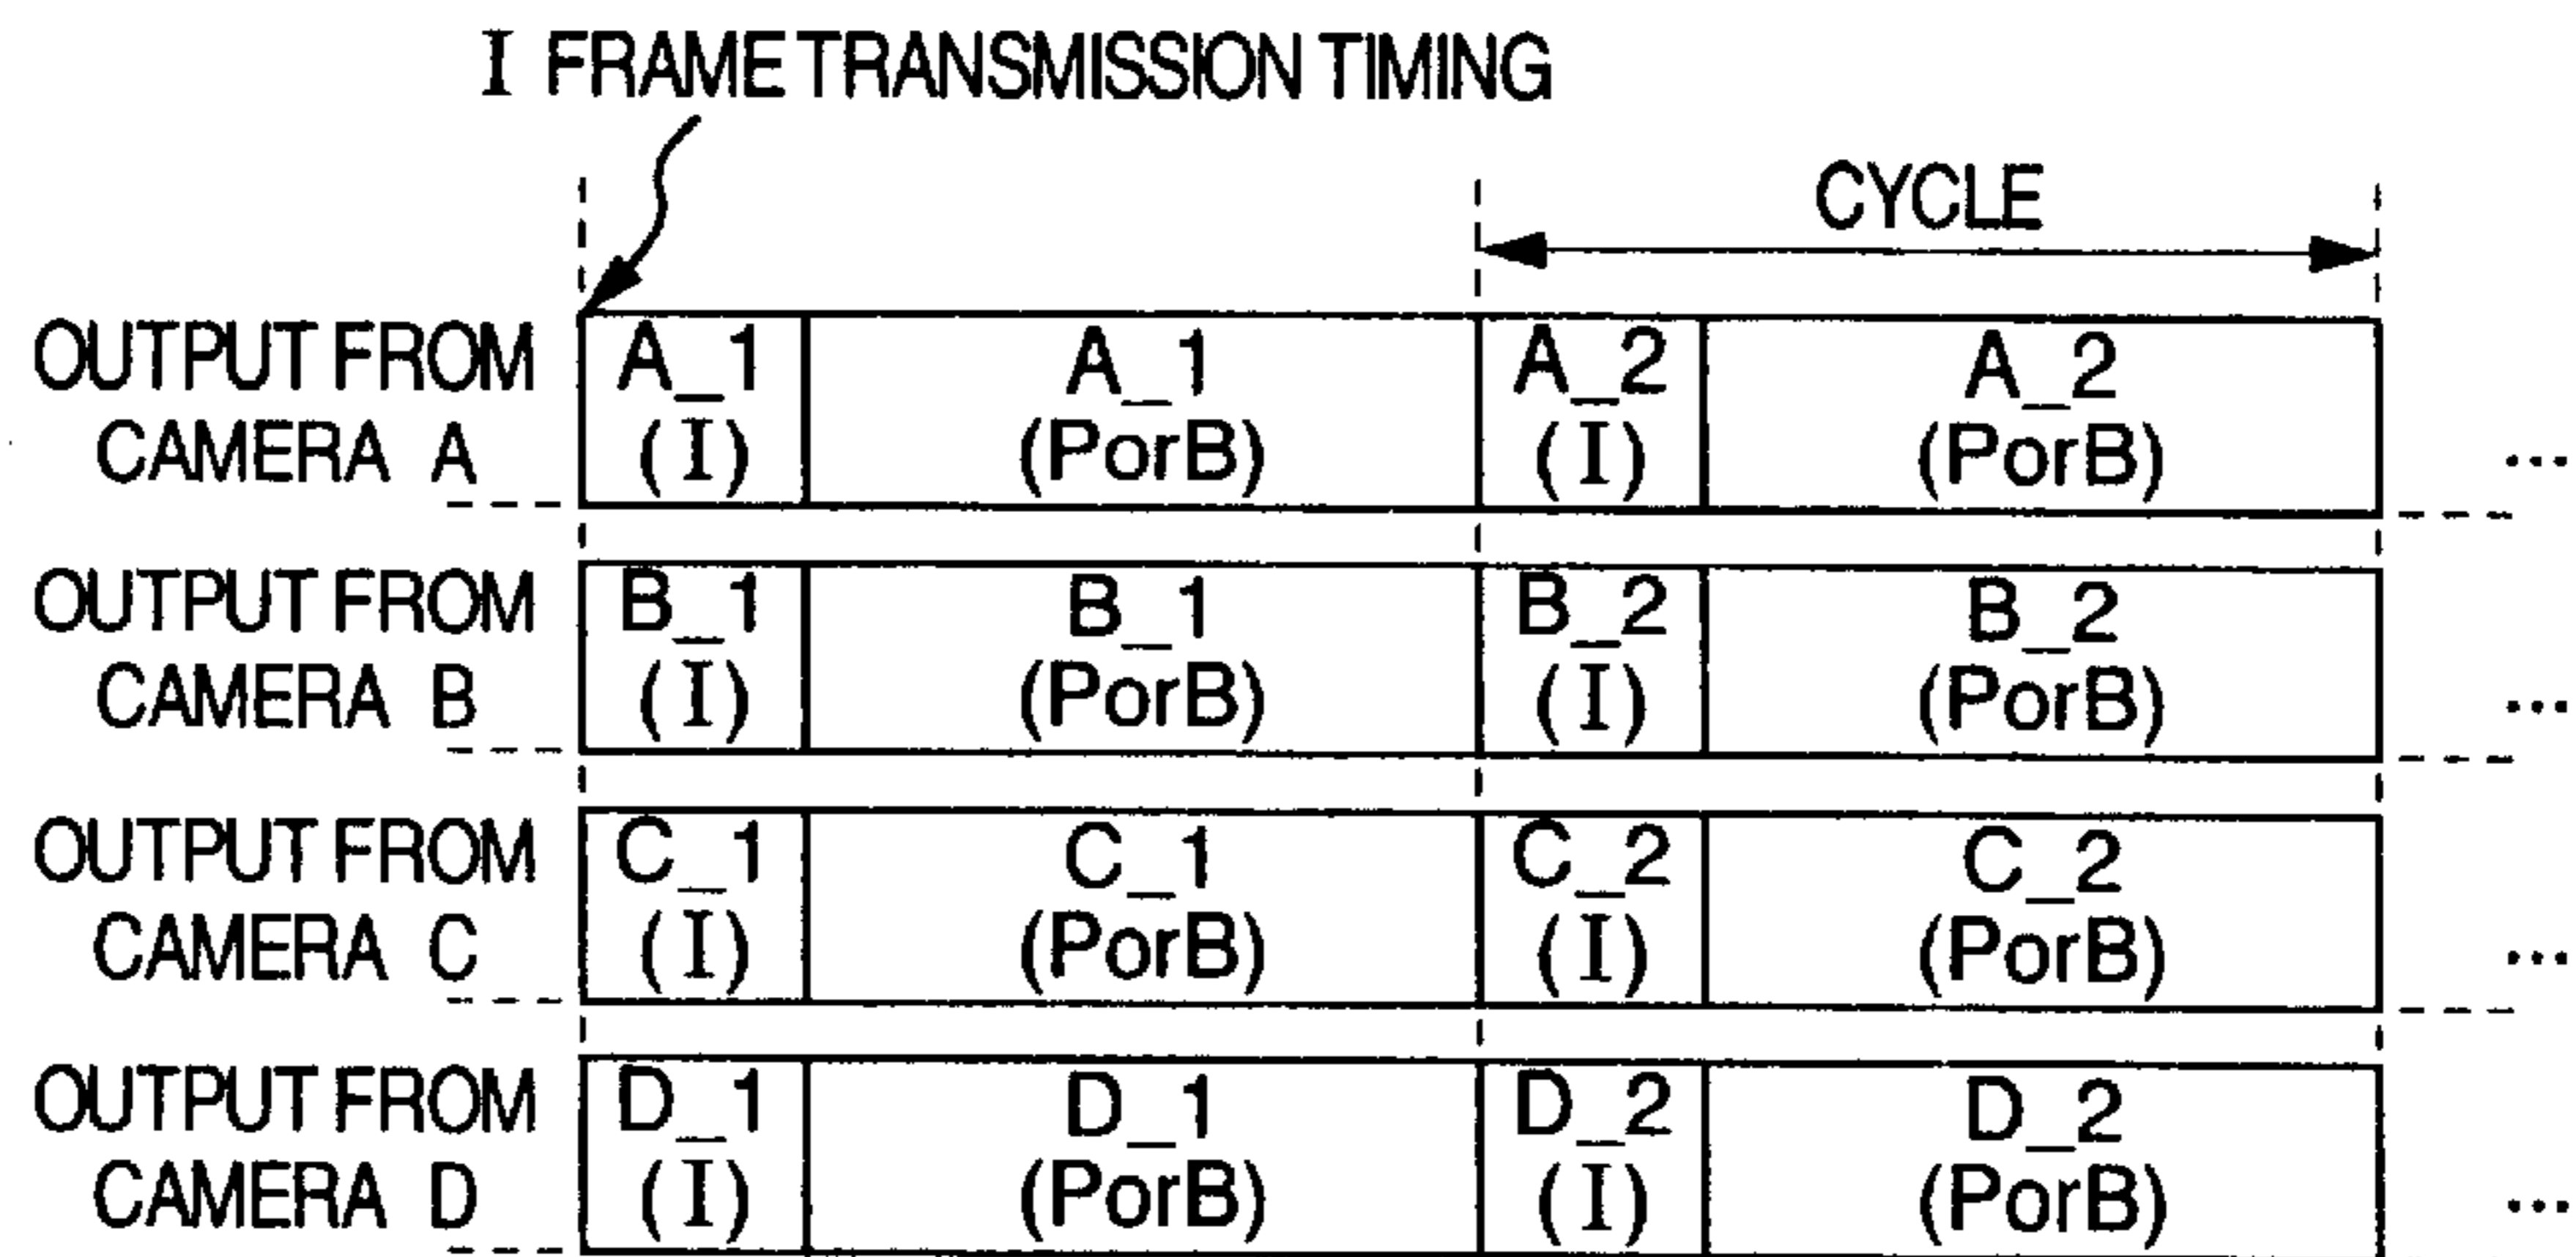 I FRAME TRANSMISSION TIMING
CYCLE
OUTPUT FROM CAMERA A
A_1 (I)
A_1 (PorB)
A_2 (I)
A_2 (PorB)
...
OUTPUT FROM CAMERA B
B_1 (I)
B_1 (PorB)
B_2 (I)
B_2 (PorB)
...
OUTPUT FROM CAMERA C
C_1 (I)
C_1 (PorB)
C_2 (I)
C_2 (PorB)
...
OUTPUT FROM CAMERA D
D_1 (I)
D_1 (PorB)
D_2 (I)
D_2 (PorB)
...